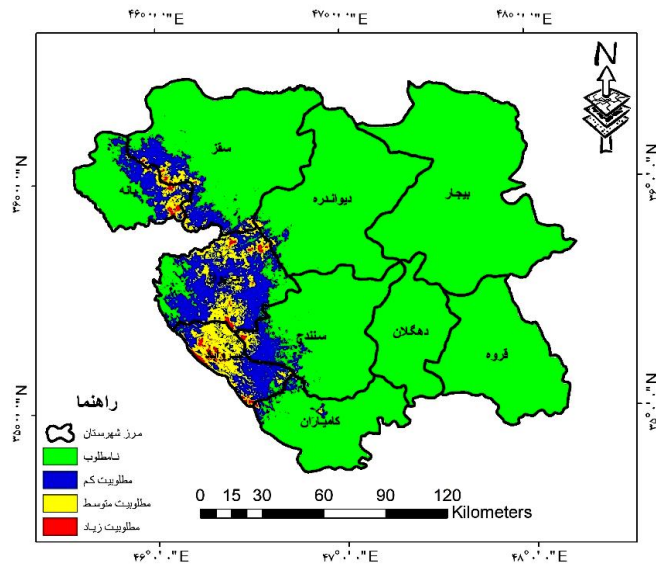 ۴۶°۰'۰"E ۴۷°۰'۰"E ۴۸°۰'۰"E
N
۳۶°۰'۰"N
۳۶°۰'۰"N
سقز
بانه
دیواندره
بیجار
سنندج
دهگلان
قروه
کامیاران
۳۵°۰'۰"N
۳۵°۰'۰"N
راهنما
مرز شهرستان
نامطلوب
مطلوبیت کم
مطلوبیت متوسط
مطلوبیت زیاد
0 15 30 60 90 120
Kilometers
۴۶°۰'۰"E ۴۷°۰'۰"E ۴۸°۰'۰"E